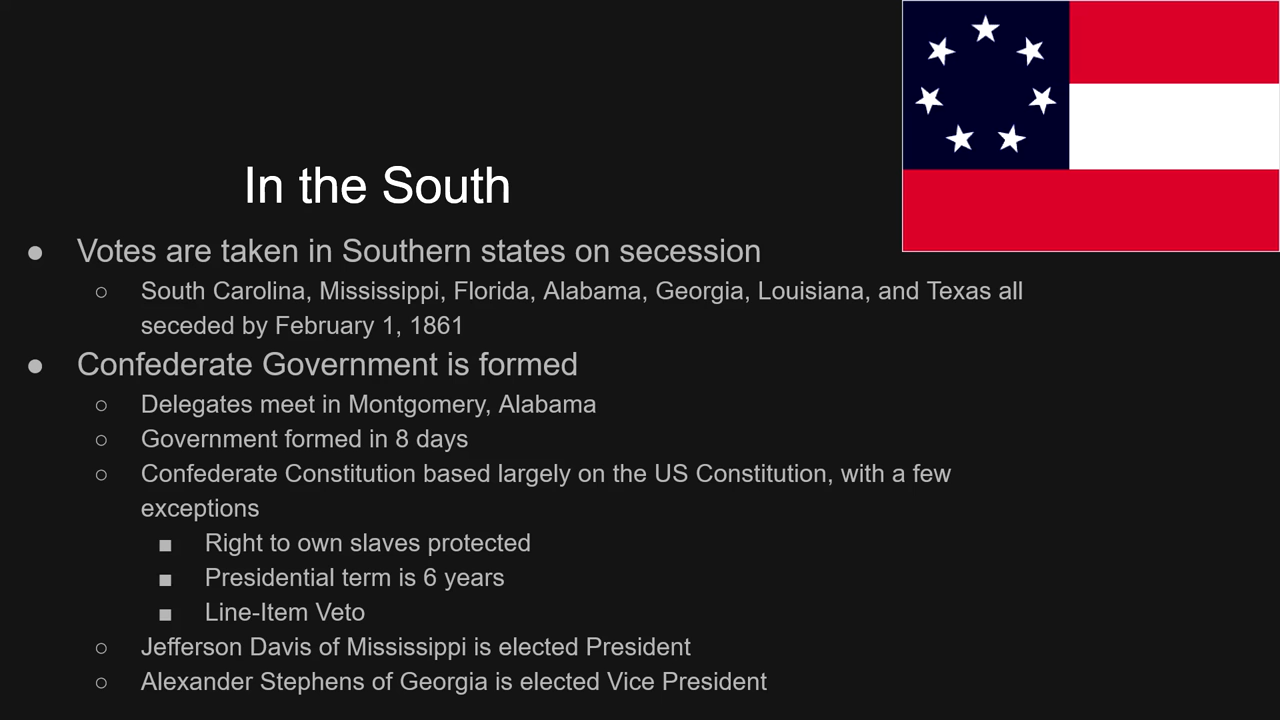 In the South
● Votes are taken in Southern states on secession
○ South Carolina, Mississippi, Florida, Alabama, Georgia, Louisiana, and Texas all
seceded by February 1, 1861
● Confederate Government is formed
○ Delegates meet in Montgomery, Alabama
○ Government formed in 8 days
○ Confederate Constitution based largely on the US Constitution, with a few
exceptions
■ Right to own slaves protected
■ Presidential term is 6 years
■ Line-Item Veto
○ Jefferson Davis of Mississippi is elected President
○ Alexander Stephens of Georgia is elected Vice President